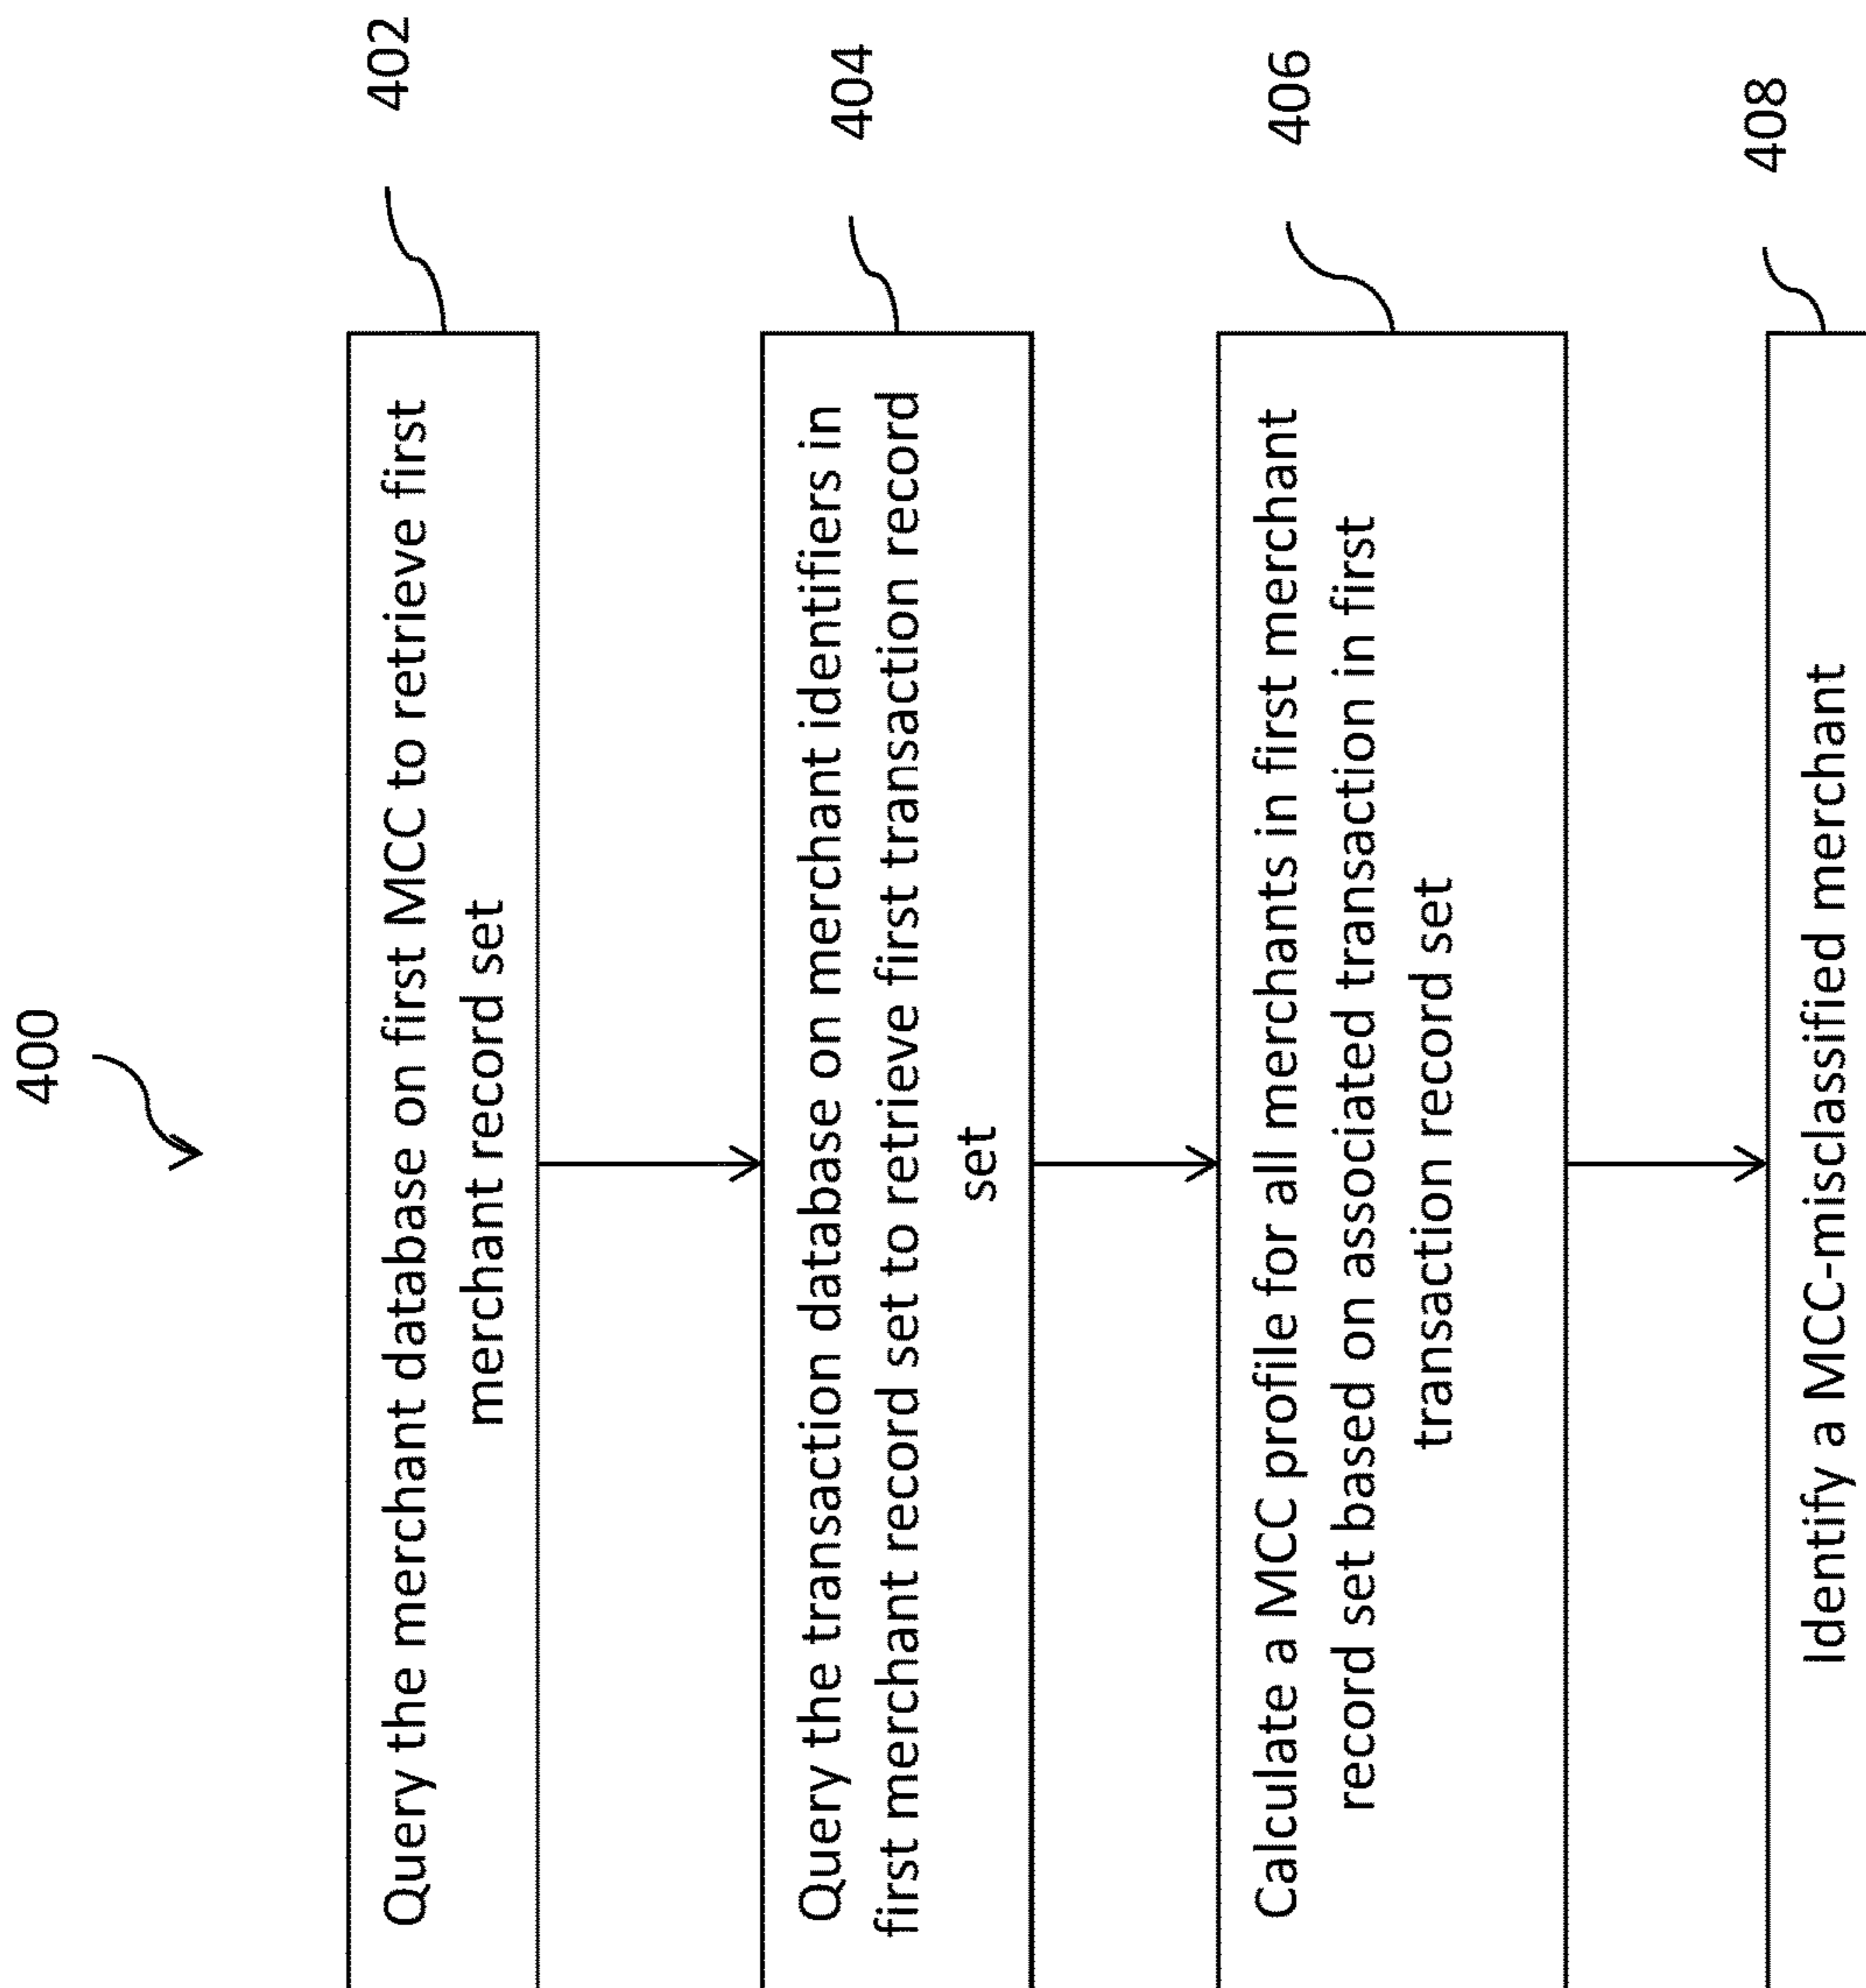 400
Query the merchant database on first MCC to retrieve first
merchant record set
402
Query the transaction database on merchant identifiers in
first merchant record set to retrieve first transaction record
set
404
Calculate a MCC profile for all merchants in first merchant
record set based on associated transaction in first
transaction record set
406
Identify a MCC-misclassified merchant
408